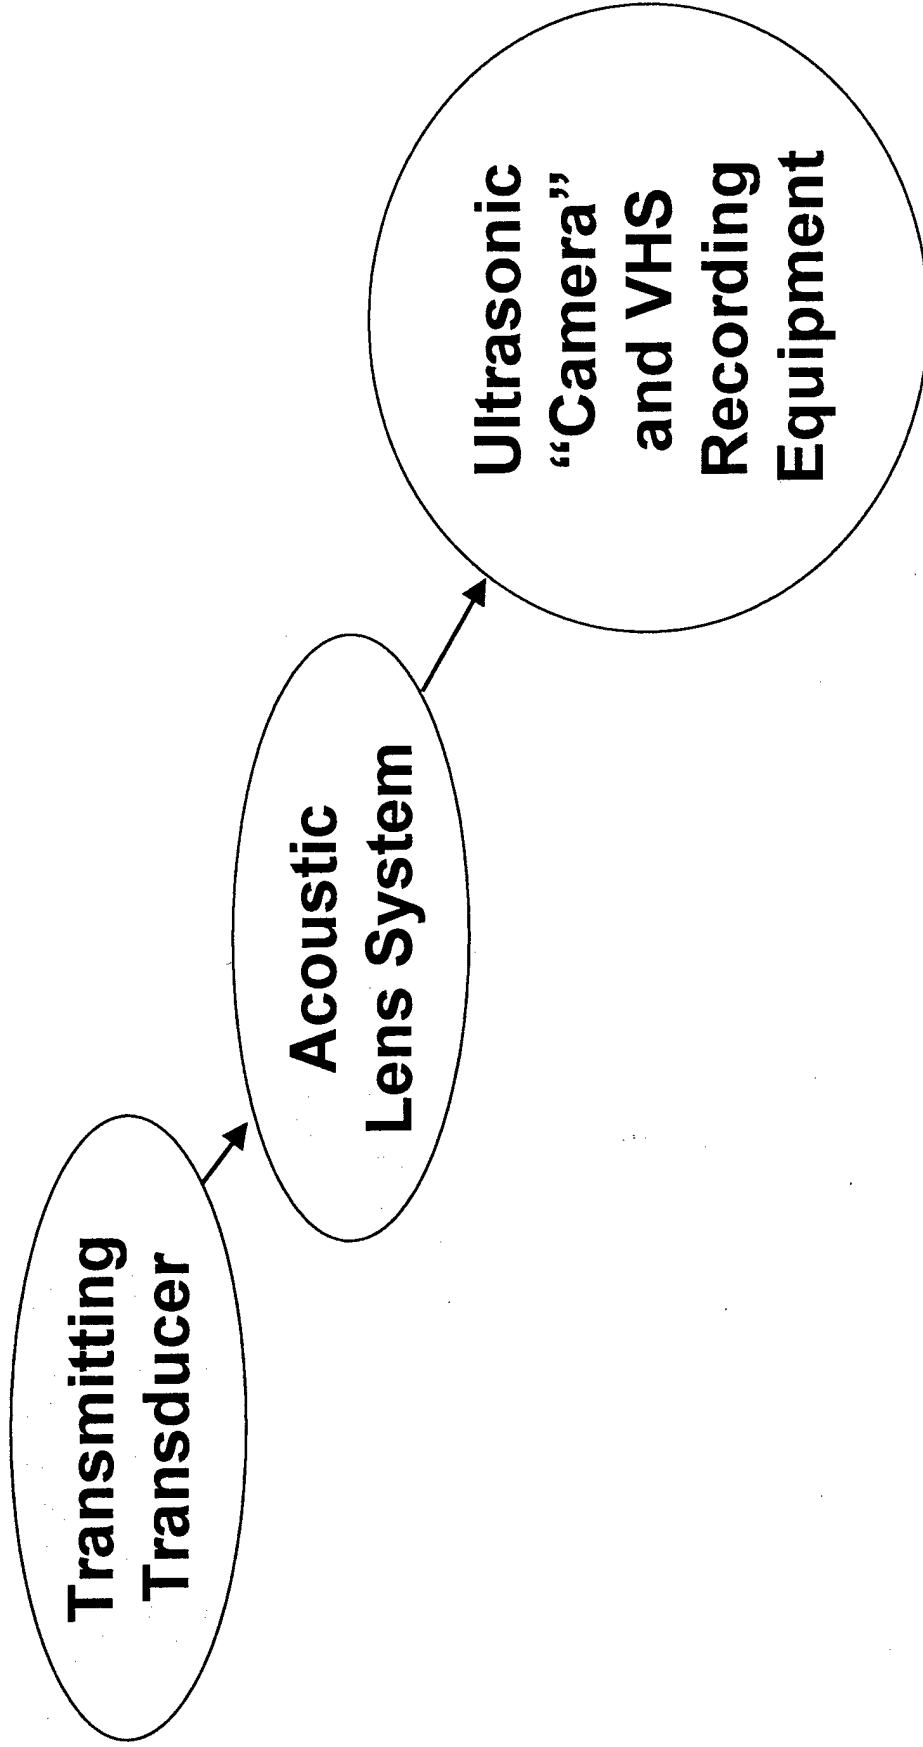 Transmitting
Transducer
Acoustic
Lens System
Ultrasonic
“Camera”
and VHS
Recording
Equipment